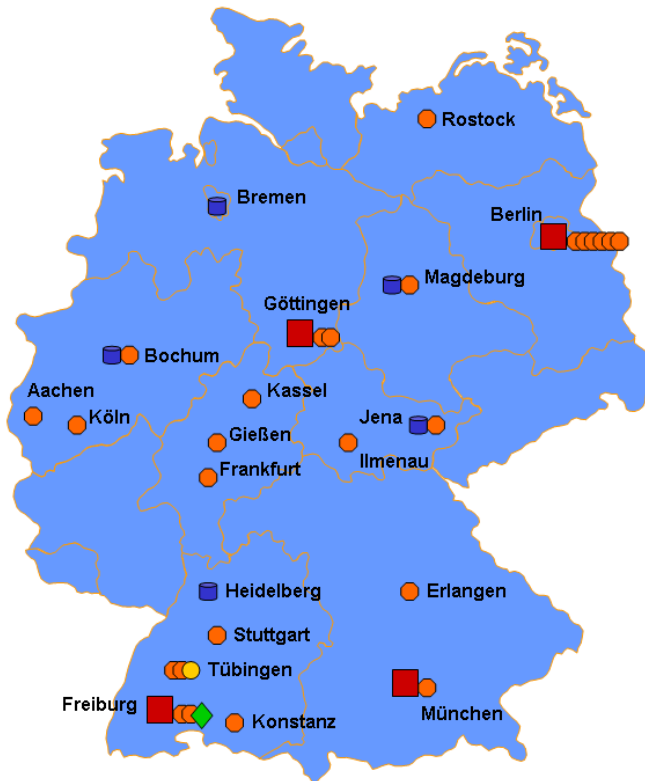 Rostock
Bremen
Berlin
Magdeburg
Göttingen
Bochum
Aachen
Kassel
Köln
Jena
Gießen
Ilmenau
Frankfurt
Heidelberg
Erlangen
Stuttgart
Tübingen
Freiburg
München
Konstanz